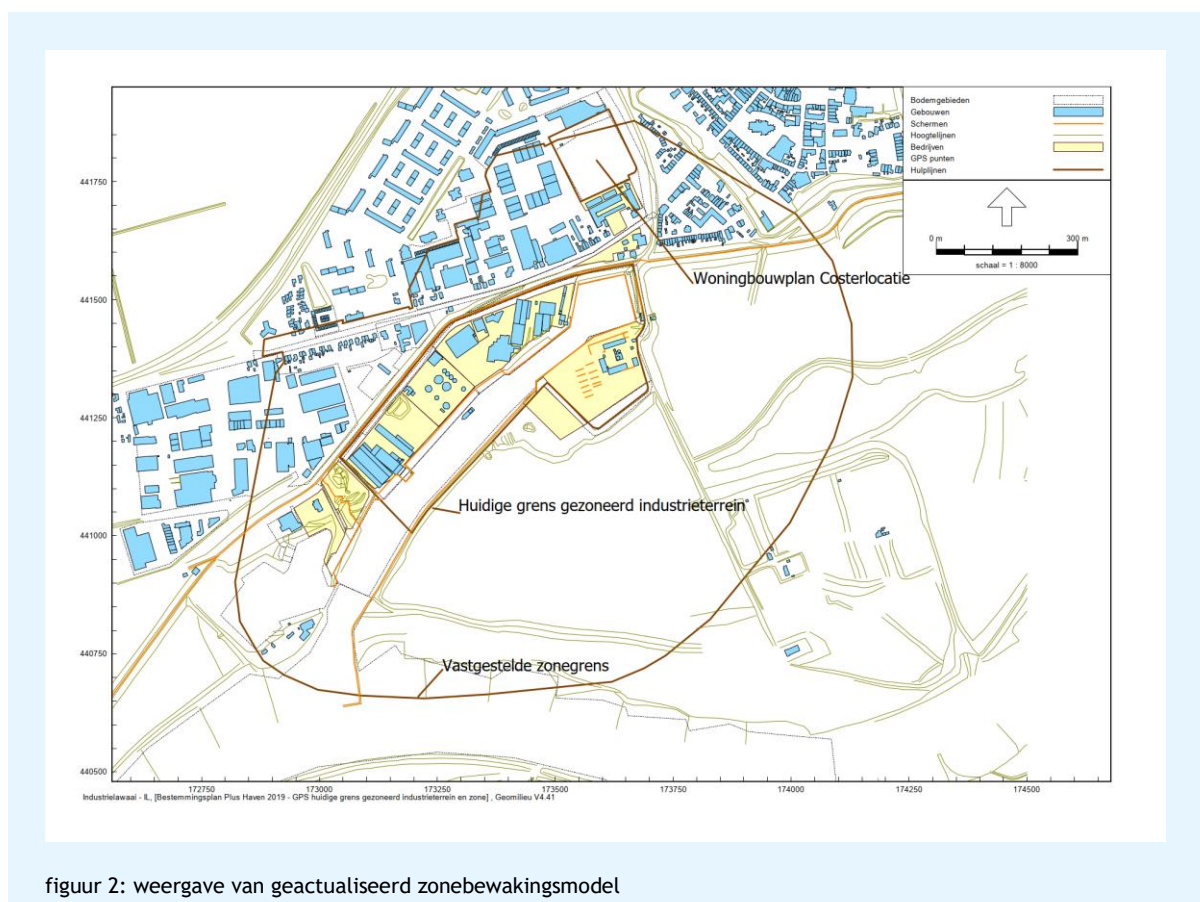 Bodemgebieden
Gebouwen
Schermen
Hoogtelijnen
Bedrijven
GPS punten
Hulplijnen
0 m 300 m
schaal = 1 : 8000
Woningbouwplan Costerlocatie
Huidige grens gezoneerd industrieterrein
Vastgestelde zonegrens
441750
441500
441250
441000
440750
440500
172750 173000 173250 173500 173750 174000 174250 174500
Industrielawaai - IL, [Bestemmingsplan Plus Haven 2019 - GPS huidige grens gezoneerd industrieterrein en zone] , Geomilieu V4.41
figuur 2: weergave van geactualiseerd zonebewakingsmodel